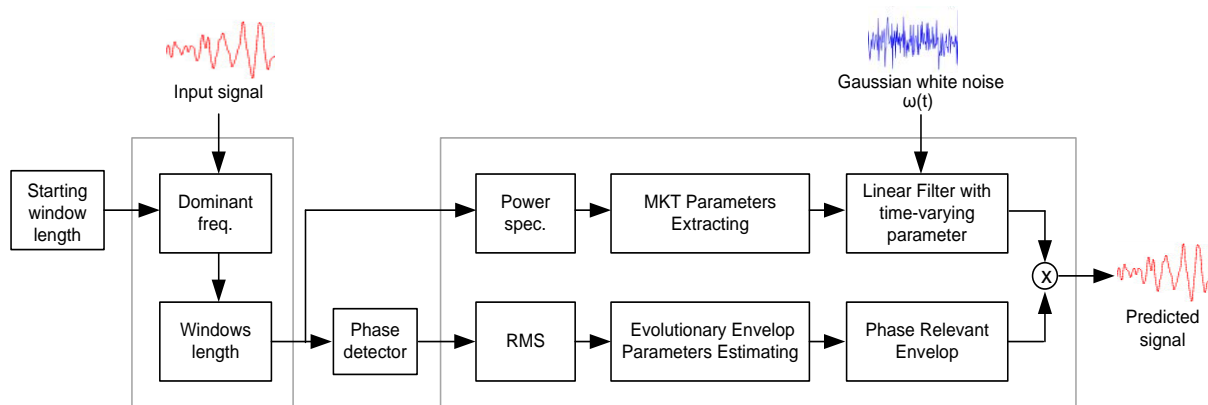 Input signal
Gaussian white noise
ω(t)
Starting
window
length
Dominant
freq.
Power
spec.
MKT Parameters
Extracting
Linear Filter with
time-varying
parameter
X
Windows
length
Phase
detector
RMS
Evolutionary Envelop
Parameters Estimating
Phase Relevant
Envelop
Predicted
signal